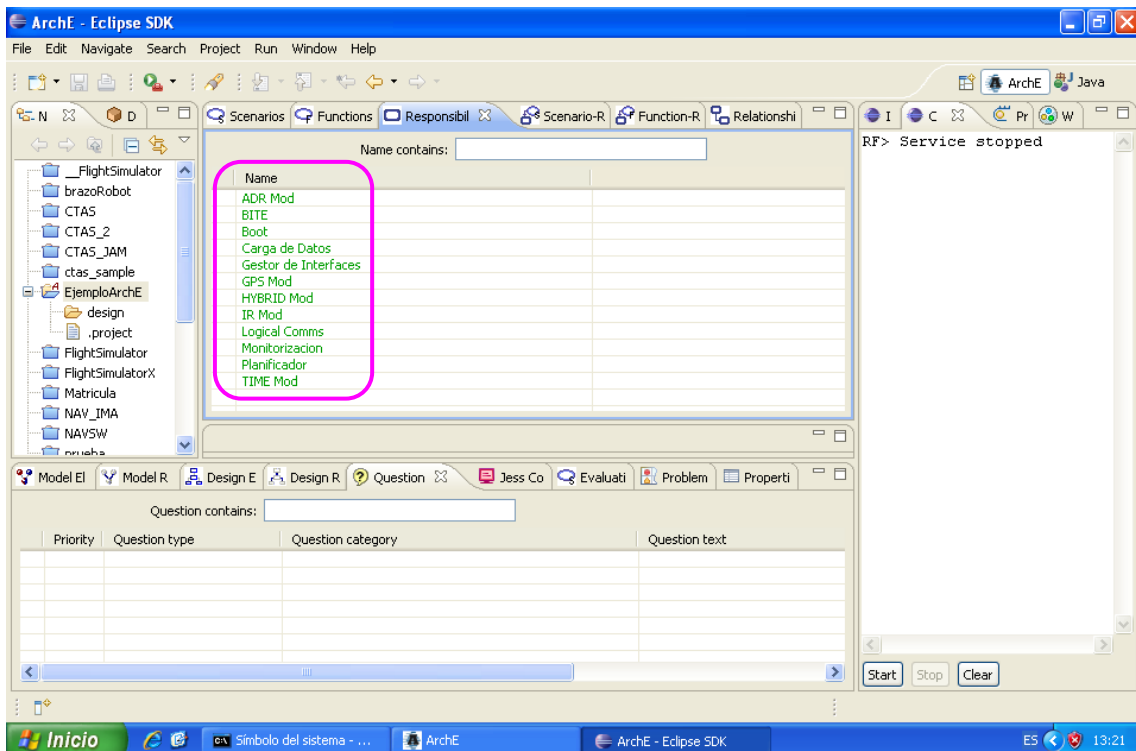 ArchE - Eclipse SDK
File Edit Navigate Search Project Run Window Help
ArchE Java
N D
Scenarios Functions Responsibil Scenario-R Function-R Relationshi
I C Pr W
Name contains:
RF> Service stopped
Name
__FlightSimulator
brazoRobot
CTAS
CTAS_2
CTAS_JAM
ctas_sample
EjemploArchE
design
.project
FlightSimulator
FlightSimulatorX
Matricula
NAV_IMA
NAVSW
prueba
ADR Mod
BITE
Boot
Carga de Datos
Gestor de Interfaces
GPS Mod
HYBRID Mod
IR Mod
Logical Comms
Monitorizacion
Planificador
TIME Mod
Model El Model R Design E Design R Question Jess Co Evaluati Problem Properti
Question contains:
Priority Question type Question category Question text
Start Stop Clear
Inicio Símbolo del sistema - ... ArchE ArchE - Eclipse SDK ES 13:21